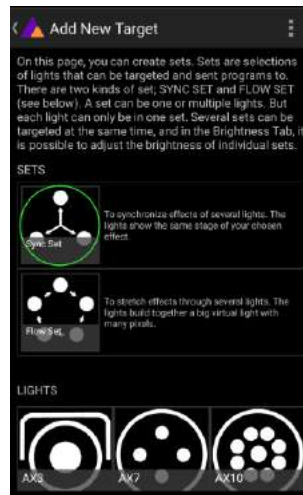 Add New Target
On this page, you can create sets. Sets are selections
of lights that can be targeted and sent programs to.
There are two kinds of set; SYNC SET and FLOW SET
(see below). A set can be one or multiple lights. But
each light can only be in one set. Several sets can be
targeted at the same time, and in the Brightness Tab, it
is possible to adjust the brightness of individual sets.
SETS
To synchronize effects of several lights. The
lights show the same stage of your chosen
effect.
Sync Set
To stretch effects through several lights. The
lights build together a big virtual light with
many pixels.
Flow Set
LIGHTS
AX3
AX7
AX10